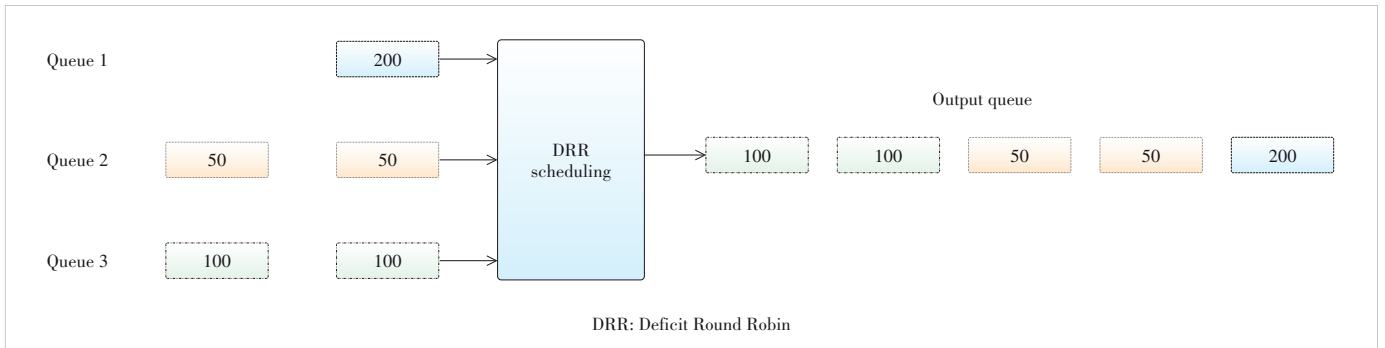 Queue 1
200
Output queue
Queue 2
50
50
DRR
scheduling
100
100
50
50
200
Queue 3
100
100
DRR: Deficit Round Robin